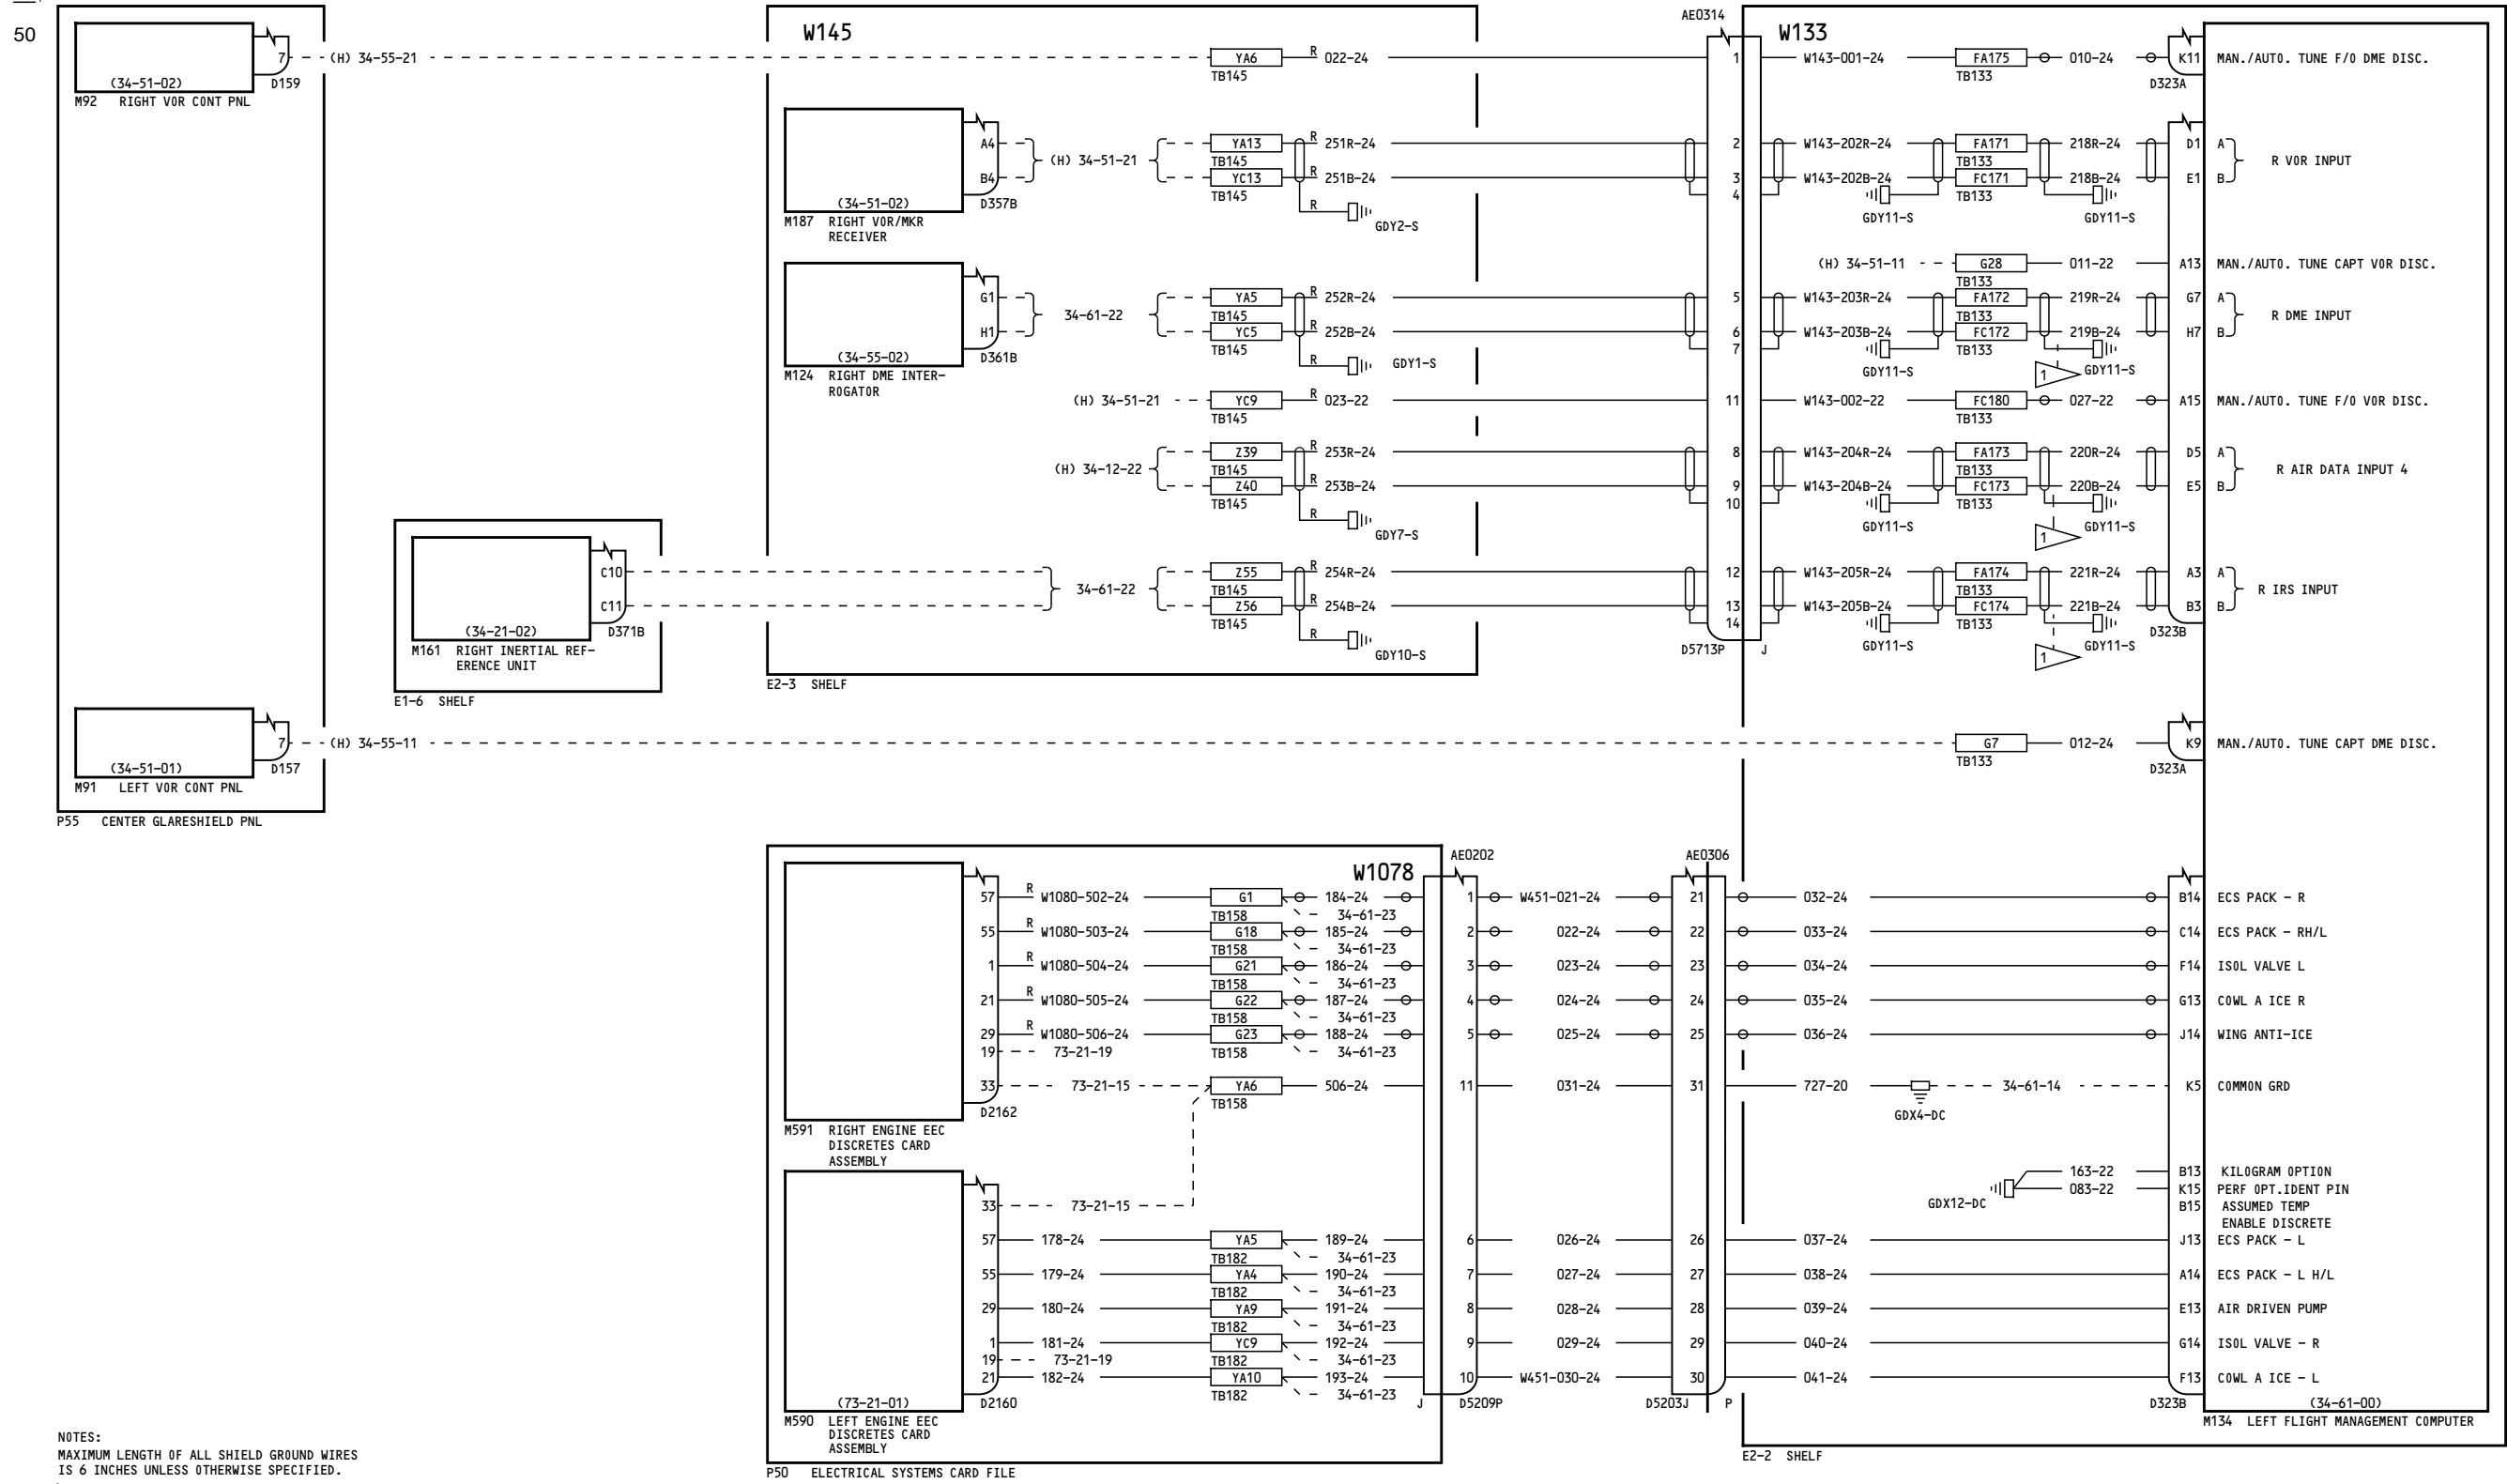 50
W145
AE0314
W133
7 (H) 34-55-21 YA6 R 022-24 1 W143-001-24 FA175 010-24 K11 MAN./AUTO. TUNE F/O DME DISC.
(34-51-02) D159 TB145 TB133 D323A
M92 RIGHT VOR CONT PNL
A4 YA13 R 251R-24 2 W143-202R-24 FA171 218R-24 D1 A
(H) 34-51-21 TB145 TB133 R VOR INPUT
B4 YC13 R 251B-24 3 W143-202B-24 FC171 218B-24 E1 B
TB145 4 TB133
(34-51-02) D357B R GDY2-S GDY11-S GDY11-S
M187 RIGHT VOR/MKR
RECEIVER
(H) 34-51-11 G28 011-22 A13 MAN./AUTO. TUNE CAPT VOR DISC.
TB133
G1 YA5 R 252R-24 5 W143-203R-24 FA172 219R-24 G7 A
34-61-22 TB145 TB133 R DME INPUT
H1 YC5 R 252B-24 6 W143-203B-24 FC172 219B-24 H7 B
TB145 7 TB133
(34-55-02) D361B R GDY1-S GDY11-S 1 GDY11-S
M124 RIGHT DME INTER-
ROGATOR
(H) 34-51-21 YC9 R 023-22 11 W143-002-22 FC180 027-22 A15 MAN./AUTO. TUNE F/O VOR DISC.
TB145 TB133
Z39 R 253R-24 8 W143-204R-24 FA173 220R-24 D5 A
(H) 34-12-22 TB145 TB133 R AIR DATA INPUT 4
Z40 R 253B-24 9 W143-204B-24 FC173 220B-24 E5 B
TB145 10 TB133
R GDY7-S GDY11-S 1 GDY11-S
C10 Z55 R 254R-24 12 W143-205R-24 FA174 221R-24 A3 A
34-61-22 TB145 TB133 R IRS INPUT
C11 Z56 R 254B-24 13 W143-205B-24 FC174 221B-24 B3 B
TB145 14 TB133
(34-21-02) D371B R GDY10-S D5713P J GDY11-S 1 GDY11-S D323B
M161 RIGHT INERTIAL REF-
ERENCE UNIT
E2-3 SHELF
E1-6 SHELF
7 (H) 34-55-11 G7 012-24 K9 MAN./AUTO. TUNE CAPT DME DISC.
(34-51-01) D157 TB133 D323A
M91 LEFT VOR CONT PNL
P55 CENTER GLARESHIELD PNL
W1078 AE0202 AE0306
57 R W1080-502-24 G1 184-24 1 W451-021-24 21 032-24 B14 ECS PACK - R
TB158 34-61-23
55 R W1080-503-24 G18 185-24 2 022-24 22 033-24 C14 ECS PACK - RH/L
TB158 34-61-23
1 R W1080-504-24 G21 186-24 3 023-24 23 034-24 F14 ISOL VALVE L
TB158 34-61-23
21 R W1080-505-24 G22 187-24 4 024-24 24 035-24 G13 COWL A ICE R
TB158 34-61-23
29 R W1080-506-24 G23 188-24 5 025-24 25 036-24 J14 WING ANTI-ICE
19 73-21-19 TB158 34-61-23
33 73-21-15 YA6 506-24 11 031-24 31 727-20 34-61-14 K5 COMMON GRD
D2162 TB158 GDX4-DC
M591 RIGHT ENGINE EEC
DISCRETES CARD
ASSEMBLY
163-22 B13 KILOGRAM OPTION
083-22 K15 PERF OPT.IDENT PIN
33 73-21-15 GDX12-DC B15 ASSUMED TEMP
ENABLE DISCRETE
57 178-24 YA5 189-24 6 026-24 26 037-24 J13 ECS PACK - L
TB182 34-61-23
55 179-24 YA4 190-24 7 027-24 27 038-24 A14 ECS PACK - L H/L
TB182 34-61-23
29 180-24 YA9 191-24 8 028-24 28 039-24 E13 AIR DRIVEN PUMP
TB182 34-61-23
1 181-24 YC9 192-24 9 029-24 29 040-24 G14 ISOL VALVE - R
19 73-21-19 TB182 34-61-23
21 182-24 YA10 193-24 10 W451-030-24 30 041-24 F13 COWL A ICE - L
TB182 34-61-23
(73-21-01) D2160 J D5209P D5203J P D323B (34-61-00)
M590 LEFT ENGINE EEC
DISCRETES CARD
ASSEMBLY
M134 LEFT FLIGHT MANAGEMENT COMPUTER
P50 ELECTRICAL SYSTEMS CARD FILE
E2-2 SHELF
NOTES:
MAXIMUM LENGTH OF ALL SHIELD GROUND WIRES
IS 6 INCHES UNLESS OTHERWISE SPECIFIED.